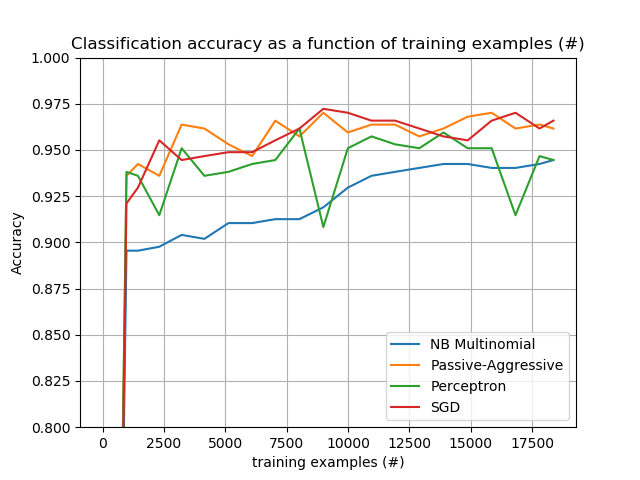 Classification accuracy as a function of training examples (#)
1.000
0.975
0.950
0.925
0.900
0.875
0.850
0.825
0.800
Accuracy
NB Multinomial
Passive-Aggressive
Perceptron
SGD
0 2500 5000 7500 10000 12500 15000 17500
training examples (#)